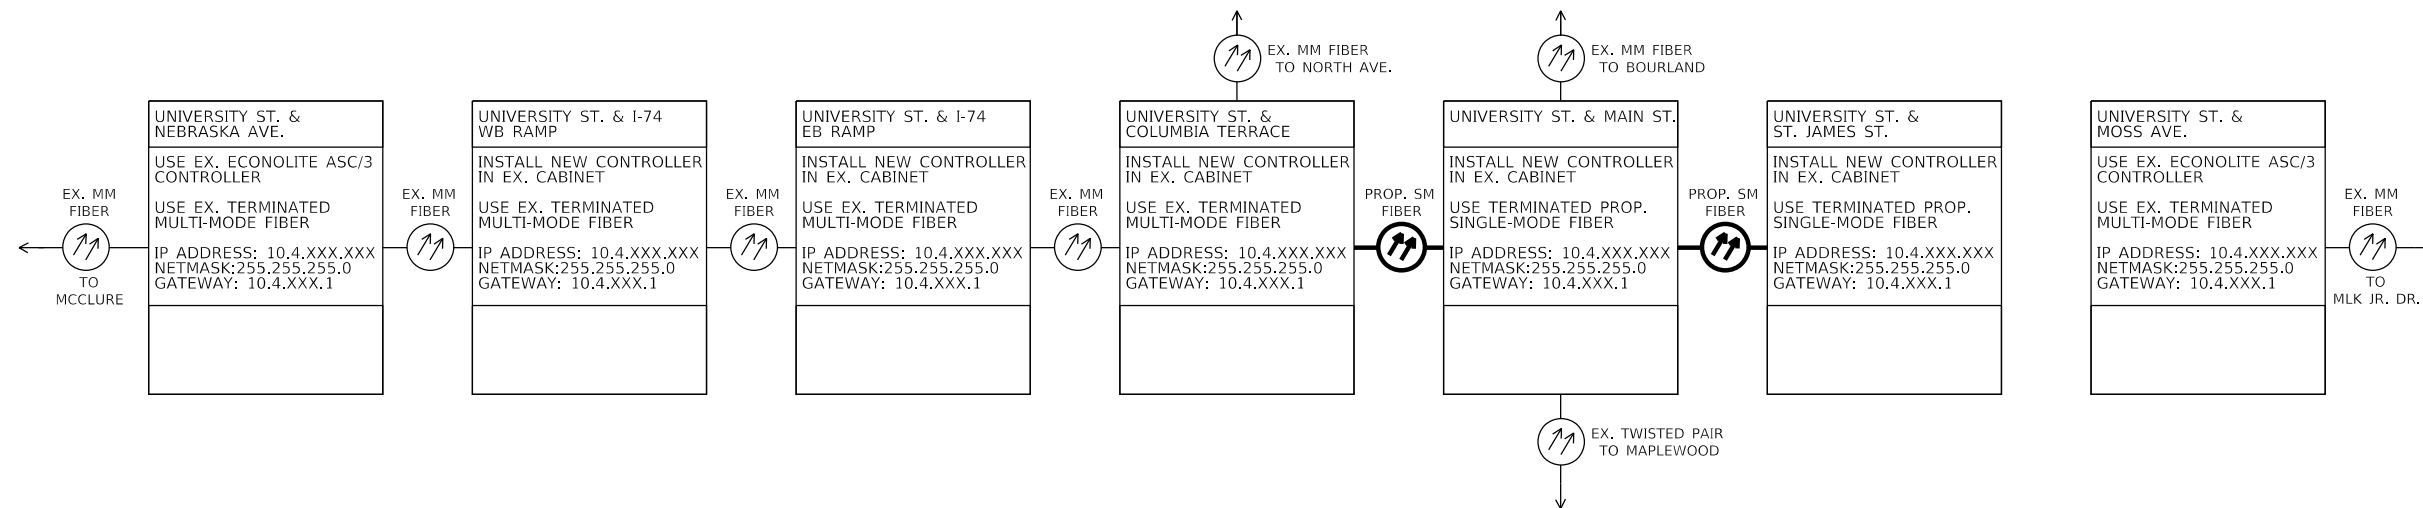 EX. MM FIBER
TO NORTH AVE.
EX. MM FIBER
TO BOURLAND
EX. MM
FIBER
TO
MCCLURE
UNIVERSITY ST. &
NEBRASKA AVE.
USE EX. ECONOLITE ASC/3
CONTROLLER
USE EX. TERMINATED
MULTI-MODE FIBER
IP ADDRESS: 10.4.XXX.XXX
NETMASK:255.255.255.0
GATEWAY: 10.4.XXX.1
EX. MM
FIBER
UNIVERSITY ST. & I-74
WB RAMP
INSTALL NEW CONTROLLER
IN EX. CABINET
USE EX. TERMINATED
MULTI-MODE FIBER
IP ADDRESS: 10.4.XXX.XXX
NETMASK:255.255.255.0
GATEWAY: 10.4.XXX.1
EX. MM
FIBER
UNIVERSITY ST. & I-74
EB RAMP
INSTALL NEW CONTROLLER
IN EX. CABINET
USE EX. TERMINATED
MULTI-MODE FIBER
IP ADDRESS: 10.4.XXX.XXX
NETMASK:255.255.255.0
GATEWAY: 10.4.XXX.1
EX. MM
FIBER
UNIVERSITY ST. &
COLUMBIA TERRACE
INSTALL NEW CONTROLLER
IN EX. CABINET
USE EX. TERMINATED
MULTI-MODE FIBER
IP ADDRESS: 10.4.XXX.XXX
NETMASK:255.255.255.0
GATEWAY: 10.4.XXX.1
PROP. SM
FIBER
UNIVERSITY ST. & MAIN ST.
INSTALL NEW CONTROLLER
IN EX. CABINET
USE TERMINATED PROP.
SINGLE-MODE FIBER
IP ADDRESS: 10.4.XXX.XXX
NETMASK:255.255.255.0
GATEWAY: 10.4.XXX.1
PROP. SM
FIBER
UNIVERSITY ST. &
ST. JAMES ST.
INSTALL NEW CONTROLLER
IN EX. CABINET
USE TERMINATED PROP.
SINGLE-MODE FIBER
IP ADDRESS: 10.4.XXX.XXX
NETMASK:255.255.255.0
GATEWAY: 10.4.XXX.1
UNIVERSITY ST. &
MOSS AVE.
USE EX. ECONOLITE ASC/3
CONTROLLER
USE EX. TERMINATED
MULTI-MODE FIBER
IP ADDRESS: 10.4.XXX.XXX
NETMASK:255.255.255.0
GATEWAY: 10.4.XXX.1
EX. MM
FIBER
TO
MLK JR. DR.
EX. TWISTED PAIR
TO MAPLEWOOD